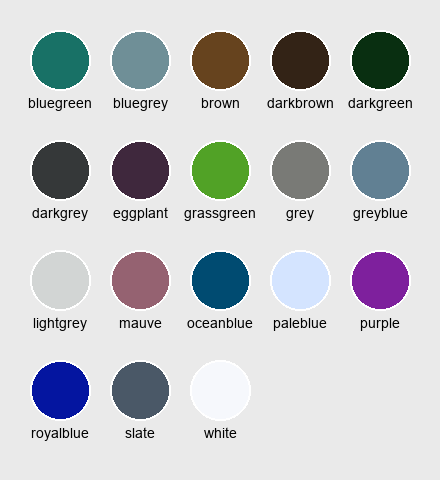 bluegreen bluegrey brown darkbrown darkgreen
darkgrey eggplant grassgreen grey greyblue
lightgrey mauve oceanblue paleblue purple
royalblue slate white